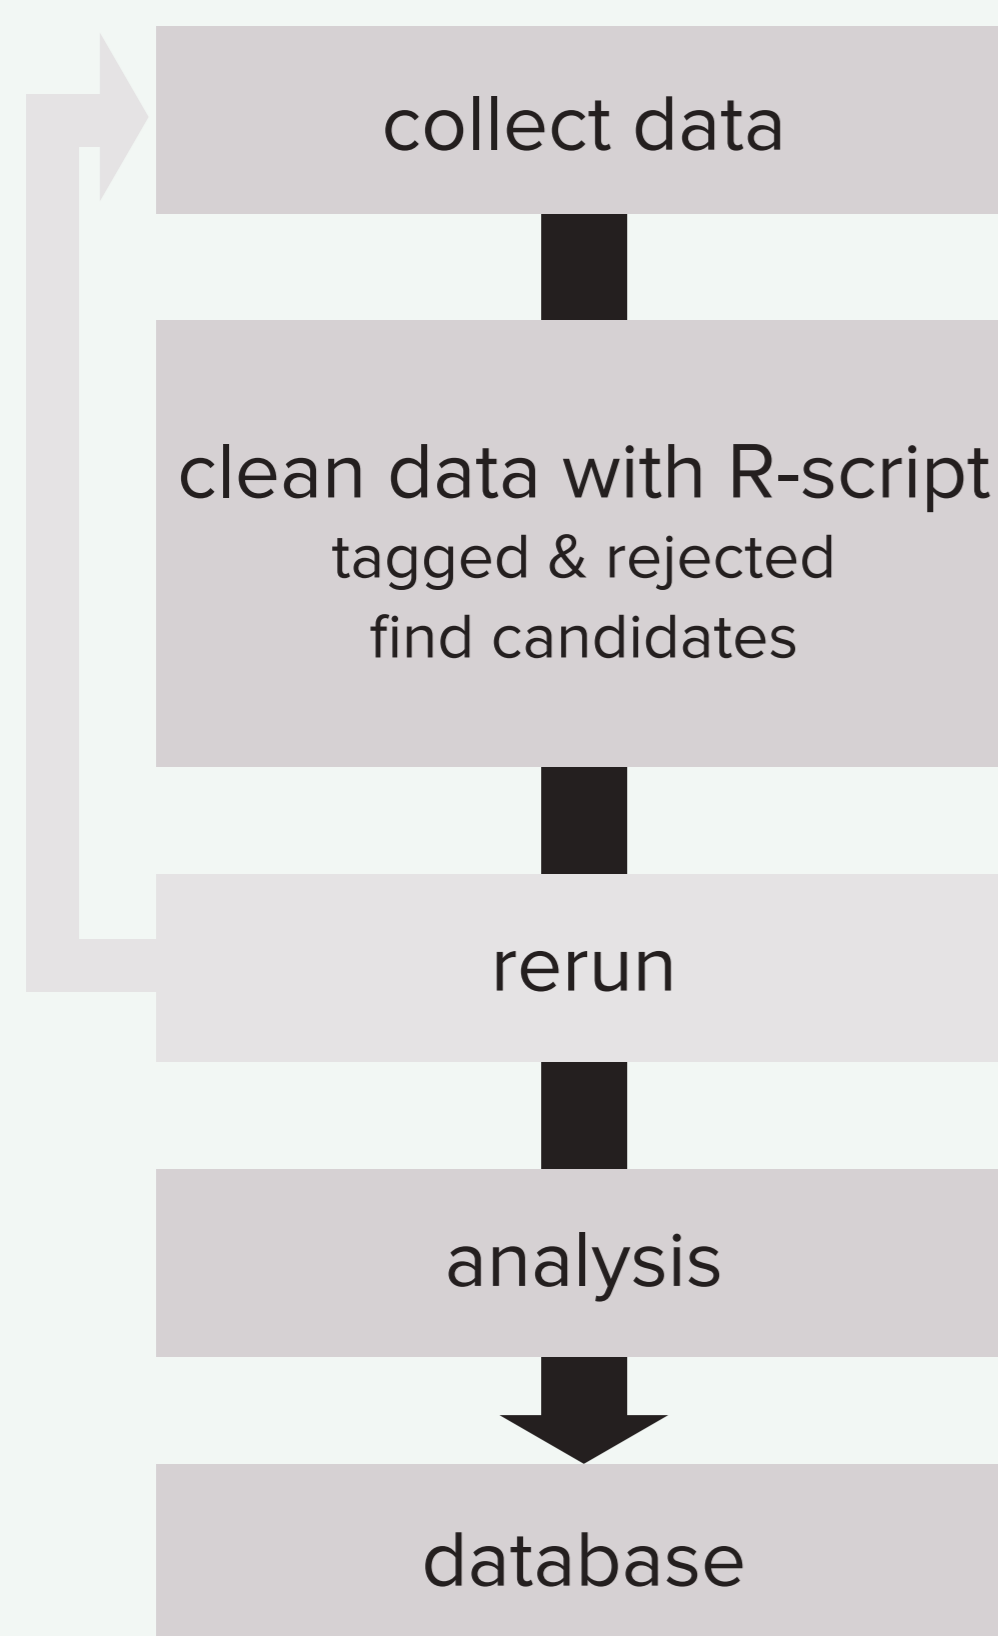 collect data
clean data with R-script
tagged & rejected
find candidates
rerun
analysis
database